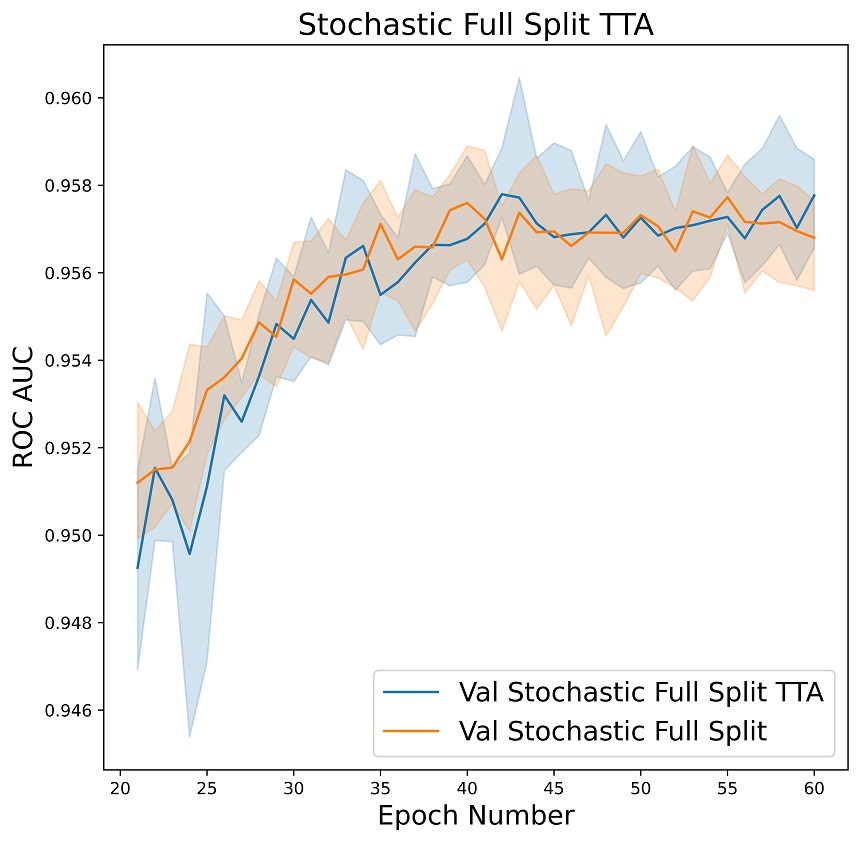 Stochastic Full Split TTA
ROC AUC
0.960
0.958
0.956
0.954
0.952
0.950
0.948
0.946
Val Stochastic Full Split TTA
Val Stochastic Full Split
20 25 30 35 40 45 50 55 60
Epoch Number